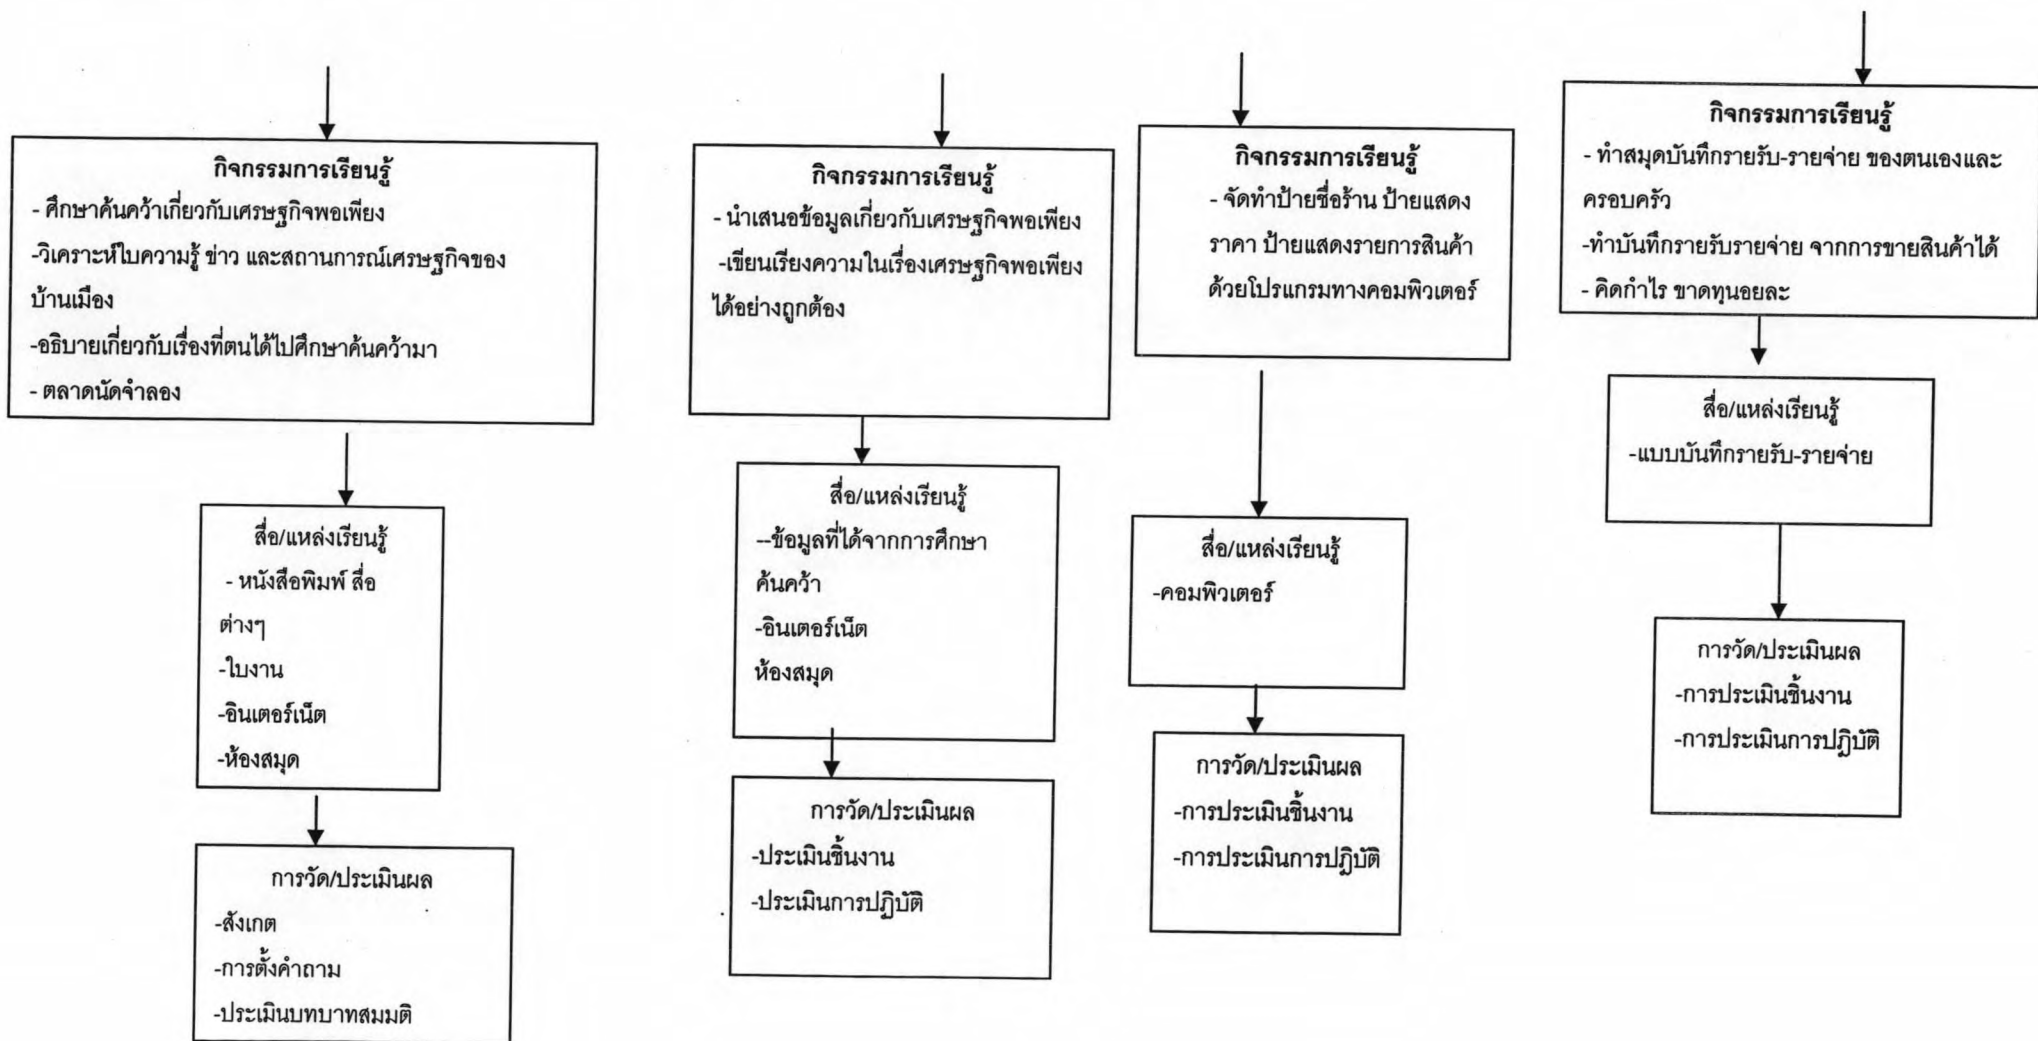 กิจกรรมการเรียนรู้
- ศึกษาค้นคว้าเกี่ยวกับเศรษฐกิจพอเพียง
-วิเคราะห์ใบความรู้ ข่าว และสถานการณ์เศรษฐกิจของ
บ้านเมือง
-อธิบายเกี่ยวกับเรื่องที่ตนได้ไปศึกษาค้นคว้ามา
- ตลาดนัดจำลอง
สื่อ/แหล่งเรียนรู้
- หนังสือพิมพ์ สื่อ
ต่างๆ
-ใบงาน
-อินเตอร์เน็ต
-ห้องสมุด
การวัด/ประเมินผล
-สังเกต
-การตั้งคำถาม
-ประเมินบทบาทสมมติ
กิจกรรมการเรียนรู้
- นำเสนอข้อมูลเกี่ยวกับเศรษฐกิจพอเพียง
-เขียนเรียงความในเรื่องเศรษฐกิจพอเพียง
ได้อย่างถูกต้อง
สื่อ/แหล่งเรียนรู้
--ข้อมูลที่ได้จากการศึกษา
ค้นคว้า
-อินเตอร์เน็ต
ห้องสมุด
การวัด/ประเมินผล
-ประเมินชิ้นงาน
-ประเมินการปฏิบัติ
กิจกรรมการเรียนรู้
- จัดทำป้ายชื่อร้าน ป้ายแสดง
ราคา ป้ายแสดงรายการสินค้า
ด้วยโปรแกรมทางคอมพิวเตอร์
สื่อ/แหล่งเรียนรู้
-คอมพิวเตอร์
การวัด/ประเมินผล
-การประเมินชิ้นงาน
-การประเมินการปฏิบัติ
กิจกรรมการเรียนรู้
- ทำสมุดบันทึกรายรับ-รายจ่าย ของตนเองและ
ครอบครัว
-ทำบันทึกรายรับรายจ่าย จากการขายสินค้าได้
- คิดกำไร ขาดทุนอยละ
สื่อ/แหล่งเรียนรู้
-แบบบันทึกรายรับ-รายจ่าย
การวัด/ประเมินผล
-การประเมินชิ้นงาน
-การประเมินการปฏิบัติ